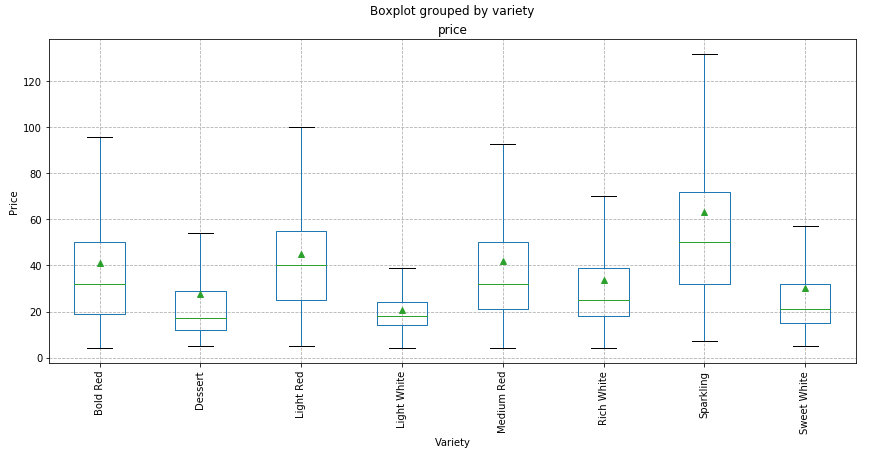 Boxplot grouped by variety
price
120
100
80
60
40
20
0
Price
Bold Red
Dessert
Light Red
Light White
Medium Red
Rich White
Sparkling
Sweet White
Variety